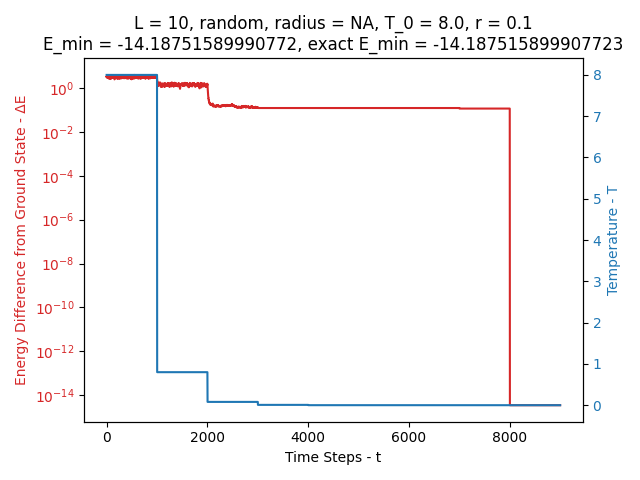 L = 10, random, radius = NA, T_0 = 8.0, r = 0.1
E_min = -14.18751589990772, exact E_min = -14.187515899907723
Energy Difference from Ground State - ΔE
10⁰
10⁻²
10⁻⁴
10⁻⁶
10⁻⁸
10⁻¹⁰
10⁻¹²
10⁻¹⁴
8
7
6
5
4
3
2
1
0
Temperature - T
0 2000 4000 6000 8000
Time Steps - t